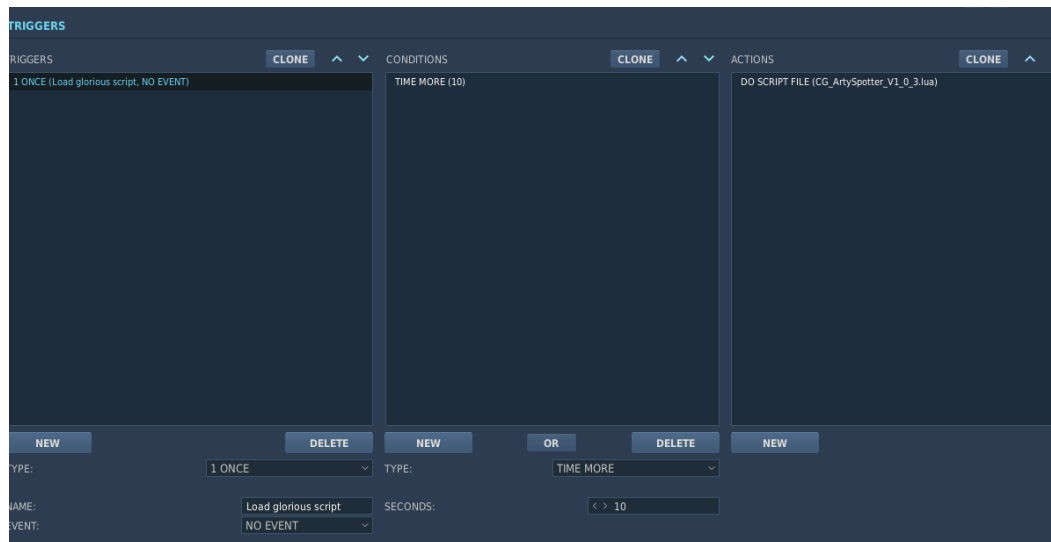 TRIGGERS
RIGGERS CLONE CONDITIONS CLONE ACTIONS CLONE
1 ONCE (Load glorious script, NO EVENT) TIME MORE (10) DO SCRIPT FILE (CG_ArtySpotter_V1_0_3.lua)
NEW DELETE NEW OR DELETE NEW
TYPE: 1 ONCE TYPE: TIME MORE
NAME: Load glorious script SECONDS: < > 10
EVENT: NO EVENT